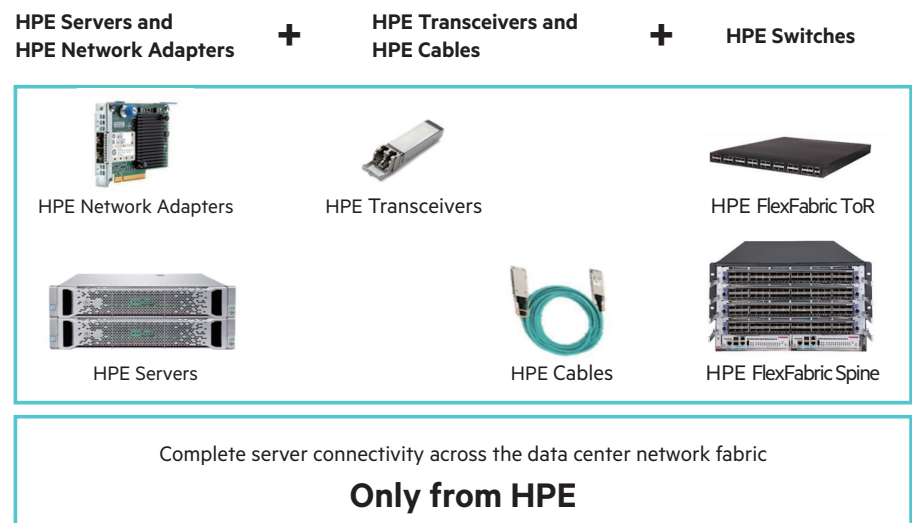 HPE Servers and
HPE Network Adapters
+
HPE Transceivers and
HPE Cables
+
HPE Switches
HPE Network Adapters
HPE Transceivers
HPE FlexFabric ToR
HPE Servers
HPE Cables
HPE FlexFabric Spine
Complete server connectivity across the data center network fabric
Only from HPE